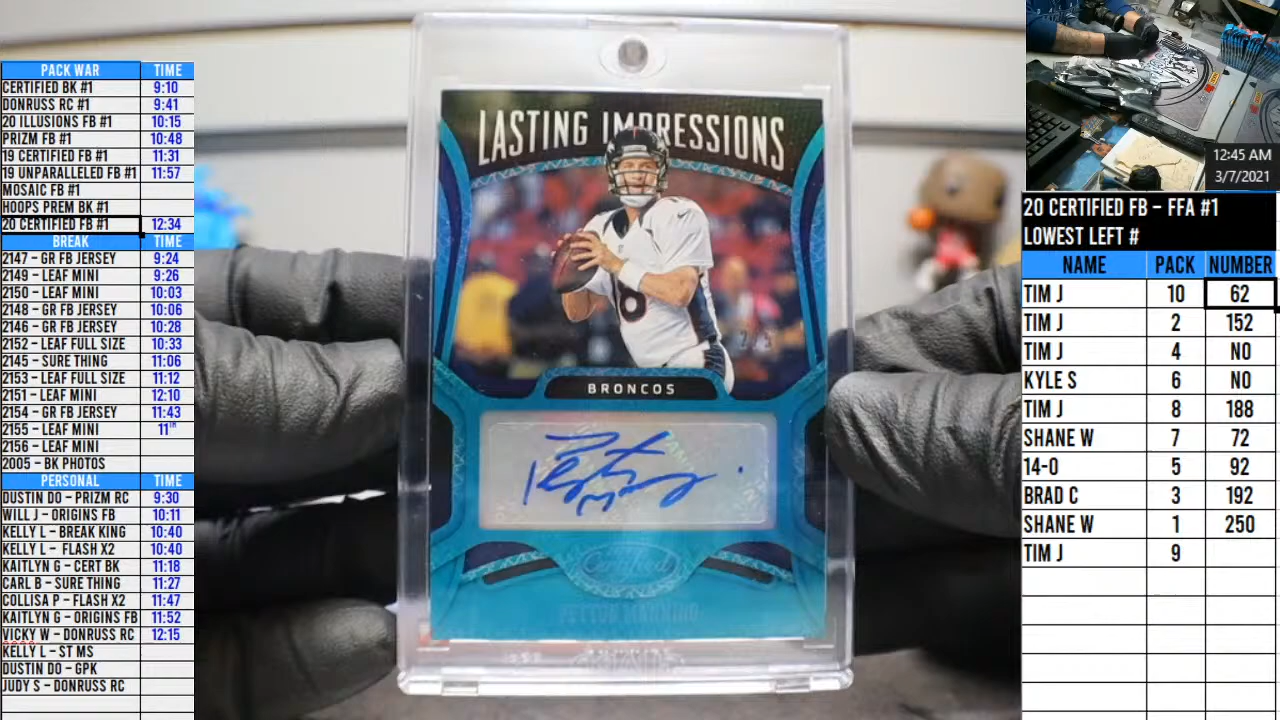 PACK WAR TIME
CERTIFIED BK #1 9:10
DONRUSS RC #1 9:41
20 ILLUSIONS FB #1 10:15
PRIZM FB #1 10:48
19 CERTIFIED FB #1 11:31
19 UNPARALLELED FB #1 11:57
MOSAIC FB #1
HOOPS PREM BK #1
20 CERTIFIED FB #1 12:34
BREAK TIME
2147 - GR FB JERSEY 9:24
2149 - LEAF MINI 9:26
2150 - LEAF MINI 10:03
2148 - GR FB JERSEY 10:06
2146 - GR FB JERSEY 10:28
2152 - LEAF FULL SIZE 10:33
2145 - SURE THING 11:06
2153 - LEAF FULL SIZE 11:12
2151 - LEAF MINI 12:10
2154 - GR FB JERSEY 11:43
2155 - LEAF MINI 11TH
2156 - LEAF MINI
2005 - BK PHOTOS
PERSONAL TIME
DUSTIN DO - PRIZM RC 9:30
WILL J - ORIGINS FB 10:11
KELLY L - BREAK KING 10:40
KELLY L - FLASH X2 10:40
KAITLYN G - CERT BK 11:18
CARL B - SURE THING 11:27
COLLISA P - FLASH X2 11:47
KAITLYN G - ORIGINS FB 11:52
VICKY W - DONRUSS RC 12:15
KELLY L - ST MS
DUSTIN DO - GPK
JUDY S - DONRUSS RC
LASTING IMPRESSIONS
18
BRONCOS
Certified
PEYTON MANNING
12:45 AM
3/7/2021
20 CERTIFIED FB - FFA #1
LOWEST LEFT #
NAME PACK NUMBER
TIM J 10 62
TIM J 2 152
TIM J 4 NO
KYLE S 6 NO
TIM J 8 188
SHANE W 7 72
14-0 5 92
BRAD C 3 192
SHANE W 1 250
TIM J 9